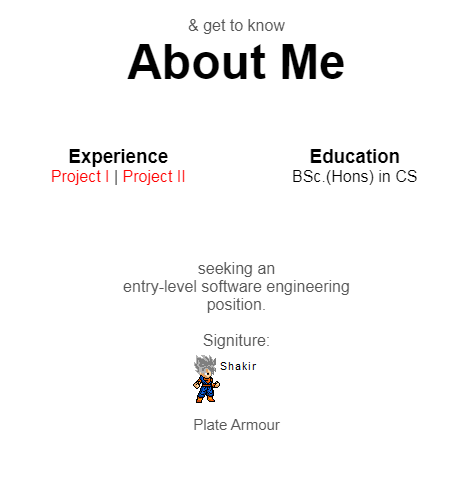 & get to know
About Me
Experience
Project I | Project II
Education
BSc.(Hons) in CS
seeking an
entry-level software engineering
position.
Signiture:
Shakir
Plate Armour